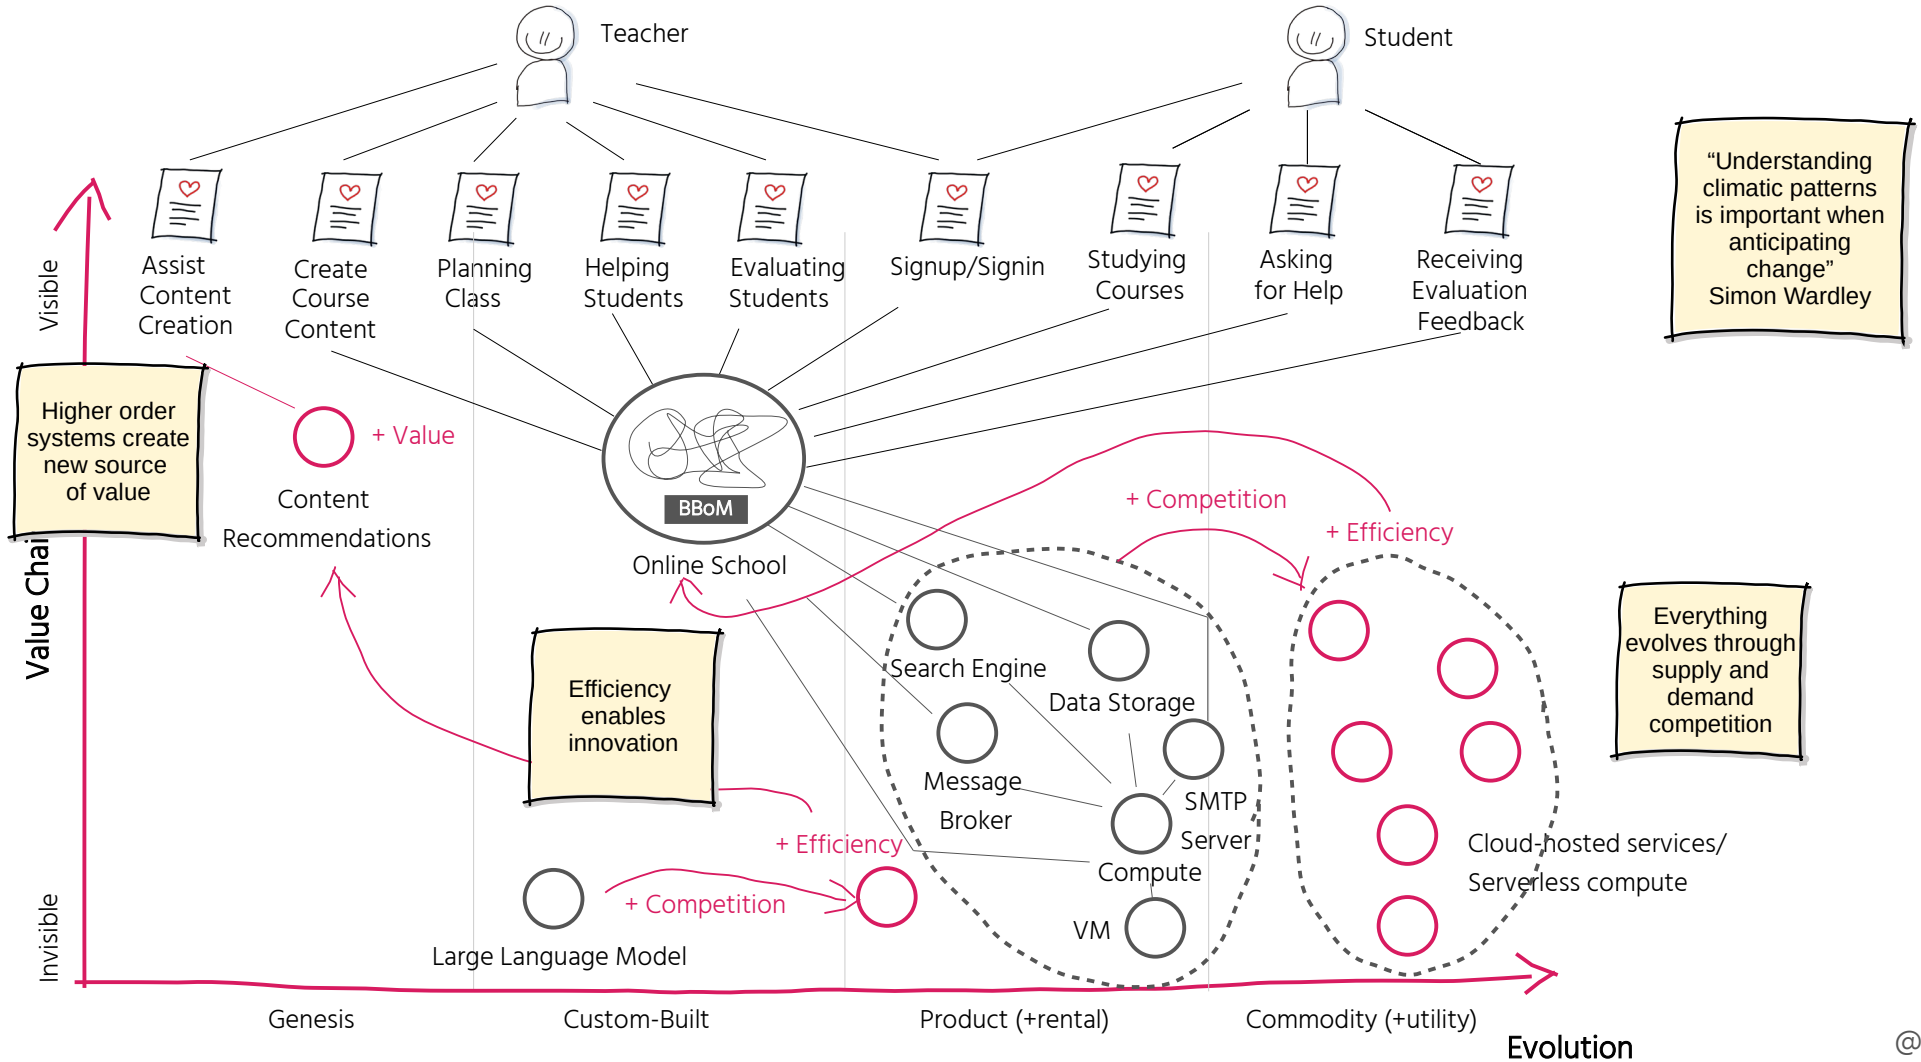 Teacher
Student
"Understanding
climatic patterns
is important when
anticipating
change"
Simon Wardley
Visible
Assist
Content
Creation
Create
Course
Content
Planning
Class
Helping
Students
Evaluating
Students
Signup/Signin
Studying
Courses
Asking
for Help
Receiving
Evaluation
Feedback
Higher order
systems create
new source
of value
+ Value
Content
Recommendations
BBoM
Online School
+ Competition
+ Efficiency
Value Chai
Everything
evolves through
supply and
demand
competition
Efficiency
enables
innovation
Search Engine
Data Storage
Message
Broker
SMTP
Server
Compute
VM
Cloud-hosted services/
Serverless compute
+ Efficiency
+ Competition
Large Language Model
Invisible
Genesis
Custom-Built
Product (+rental)
Commodity (+utility)
Evolution
@